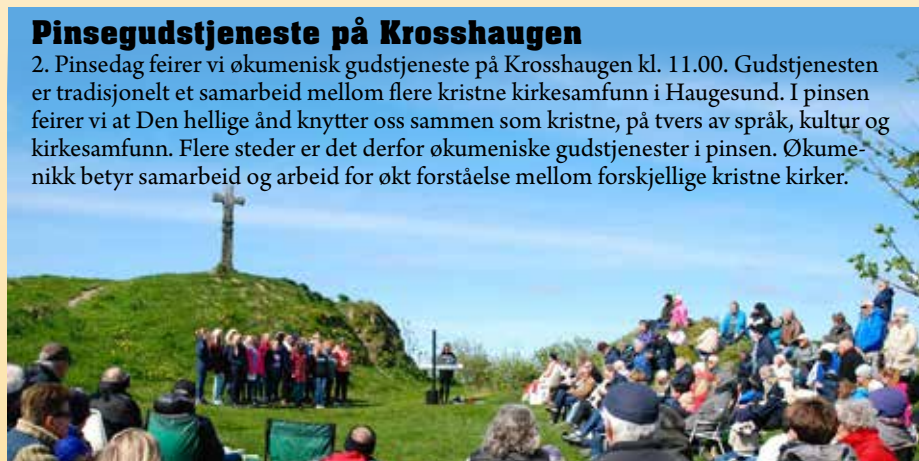 Pinsegudstjeneste på Krosshaugen
2. Pinsedag feirer vi økumenisk gudstjeneste på Krosshaugen kl. 11.00. Gudstjenesten
er tradisjonelt et samarbeid mellom flere kristne kirkesamfunn i Haugesund. I pinsen
feirer vi at Den hellige ånd knytter oss sammen som kristne, på tvers av språk, kultur og
kirkesamfunn. Flere steder er det derfor økumeniske gudstjenester i pinsen. Økume-
nikk betyr samarbeid og arbeid for økt forståelse mellom forskjellige kristne kirker.